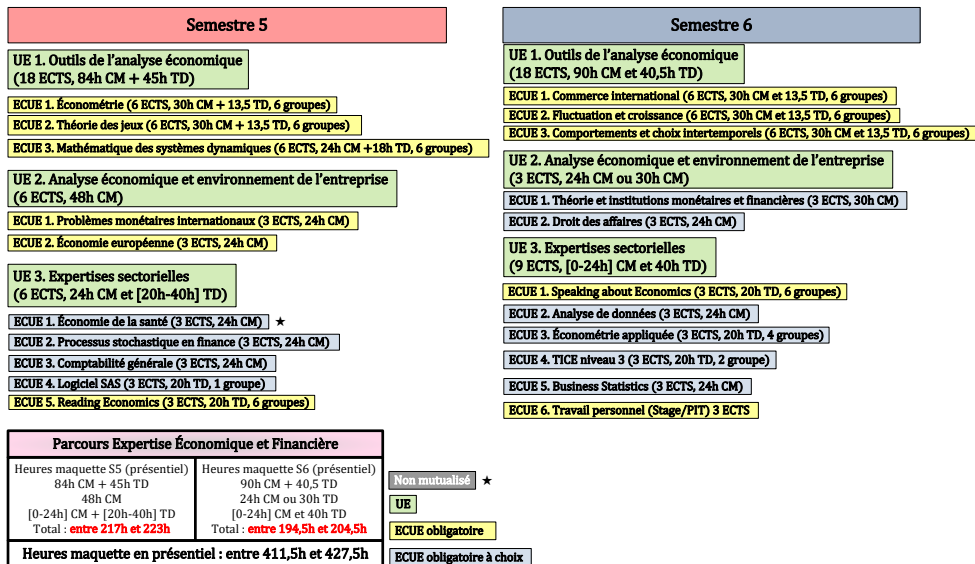 Semestre 5
UE 1. Outils de l'analyse économique
(18 ECTS, 84h CM + 45h TD)
ECUE 1. Économétrie (6 ECTS, 30h CM + 13,5 TD, 6 groupes)
ECUE 2. Théorie des jeux (6 ECTS, 30h CM + 13,5 TD, 6 groupes)
ECUE 3. Mathématique des systèmes dynamiques (6 ECTS, 24h CM +18h TD, 6 groupes)
UE 2. Analyse économique et environnement de l'entreprise
(6 ECTS, 48h CM)
ECUE 1. Problèmes monétaires internationaux (3 ECTS, 24h CM)
ECUE 2. Économie européenne (3 ECTS, 24h CM)
UE 3. Expertises sectorielles
(6 ECTS, 24h CM et [20h-40h] TD)
ECUE 1. Économie de la santé (3 ECTS, 24h CM) ★
ECUE 2. Processus stochastique en finance (3 ECTS, 24h CM)
ECUE 3. Comptabilité générale (3 ECTS, 24h CM)
ECUE 4. Logiciel SAS (3 ECTS, 20h TD, 1 groupe)
ECUE 5. Reading Economics (3 ECTS, 20h TD, 6 groupes)
Semestre 6
UE 1. Outils de l'analyse économique
(18 ECTS, 90h CM et 40,5h TD)
ECUE 1. Commerce international (6 ECTS, 30h CM et 13,5 TD, 6 groupes)
ECUE 2. Fluctuation et croissance (6 ECTS, 30h CM et 13,5 TD, 6 groupes)
ECUE 3. Comportements et choix intertemporels (6 ECTS, 30h CM et 13,5 TD, 6 groupes)
UE 2. Analyse économique et environnement de l'entreprise
(3 ECTS, 24h CM ou 30h CM)
ECUE 1. Théorie et institutions monétaires et financières (3 ECTS, 30h CM)
ECUE 2. Droit des affaires (3 ECTS, 24h CM)
UE 3. Expertises sectorielles
(9 ECTS, [0-24h] CM et 40h TD)
ECUE 1. Speaking about Economics (3 ECTS, 20h TD, 6 groupes)
ECUE 2. Analyse de données (3 ECTS, 24h CM)
ECUE 3. Économétrie appliquée (3 ECTS, 20h TD, 4 groupes)
ECUE 4. TICE niveau 3 (3 ECTS, 20h TD, 2 groupe)
ECUE 5. Business Statistics (3 ECTS, 24h CM)
ECUE 6. Travail personnel (Stage/PIT) 3 ECTS
Parcours Expertise Économique et Financière
Heures maquette S5 (présentiel)
84h CM + 45h TD
48h CM
[0-24h] CM + [20h-40h] TD
Total : entre 217h et 223h
Heures maquette S6 (présentiel)
90h CM + 40,5 TD
24h CM ou 30h TD
[0-24h] CM et 40h TD
Total : entre 194,5h et 204,5h
Heures maquette en présentiel : entre 411,5h et 427,5h
Non mutualisé ★
UE
ECUE obligatoire
ECUE obligatoire à choix